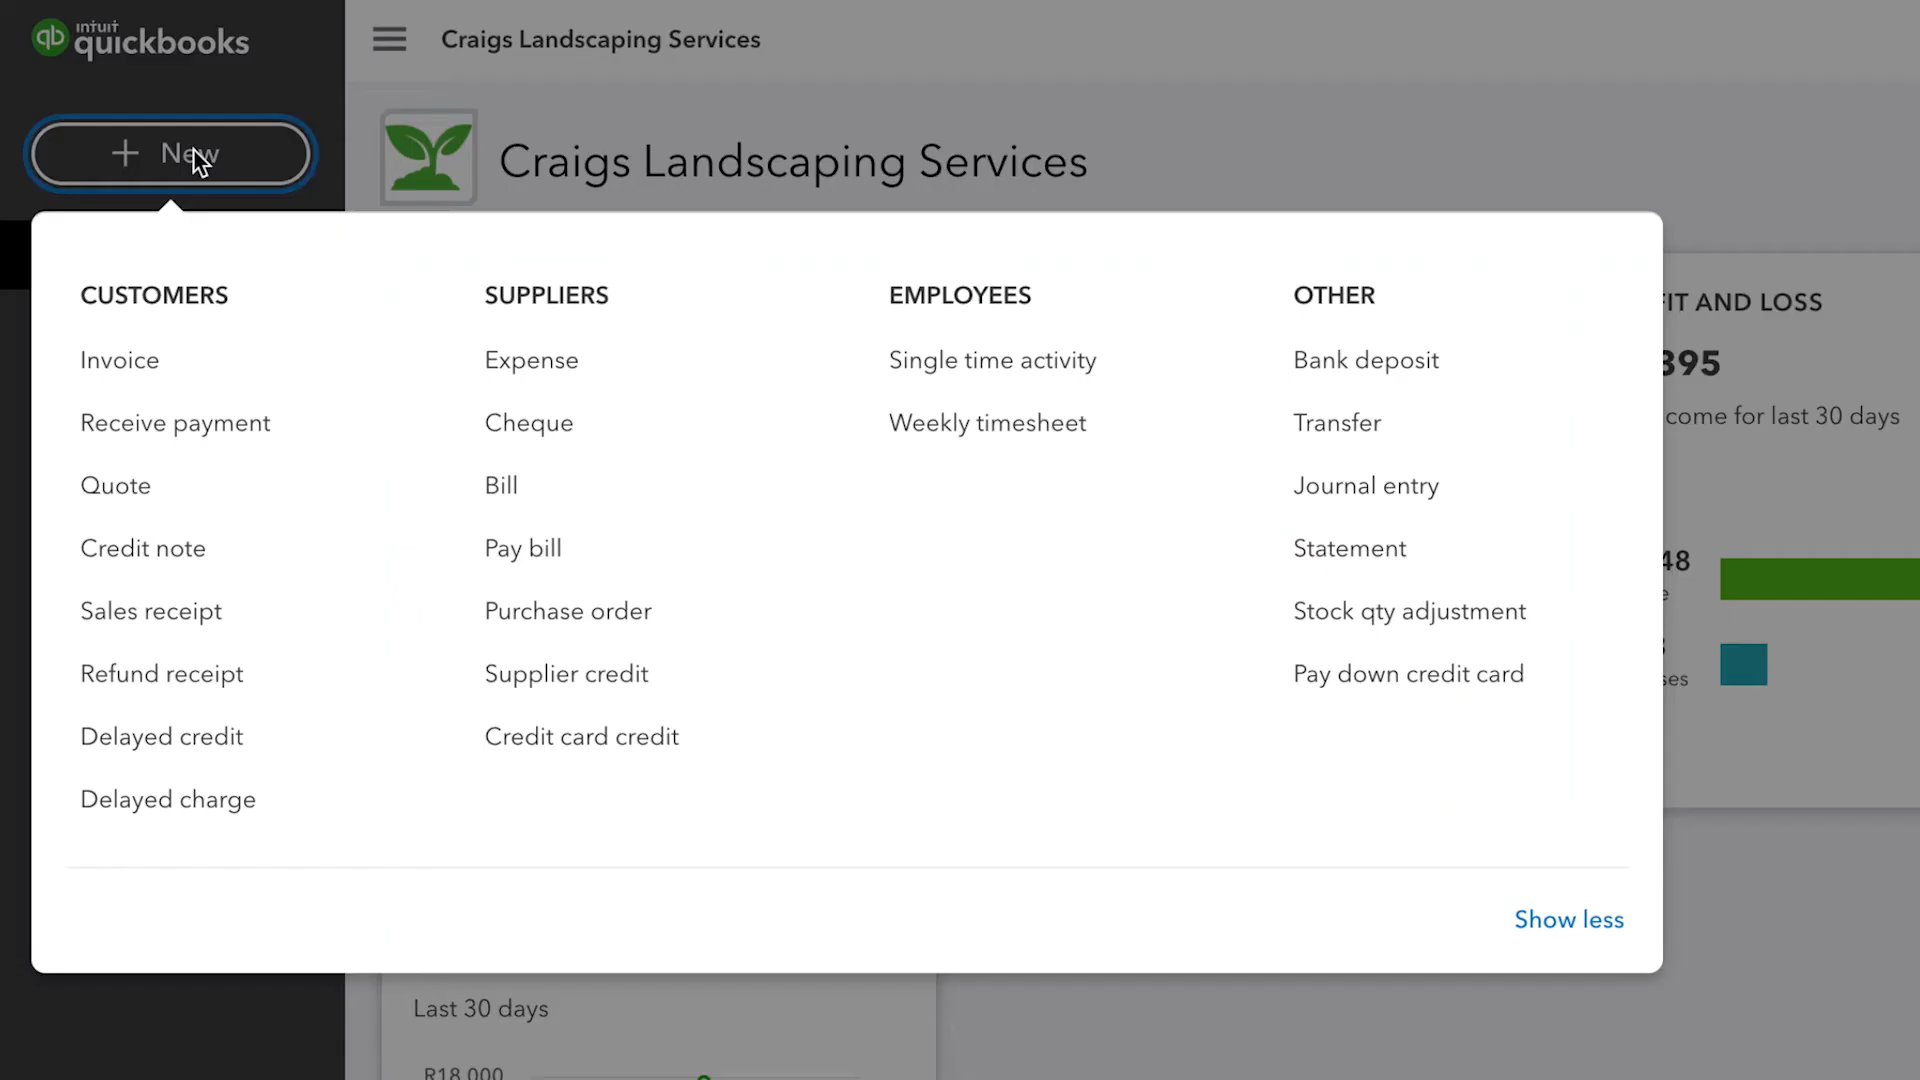 INTUIT
quickbooks
Craigs Landscaping Services
New
Craigs Landscaping Services
CUSTOMERS
Invoice
Receive payment
Quote
Credit note
Sales receipt
Refund receipt
Delayed credit
Delayed charge
SUPPLIERS
Expense
Cheque
Bill
Pay bill
Purchase order
Supplier credit
Credit card credit
EMPLOYEES
Single time activity
Weekly timesheet
OTHER
Bank deposit
Transfer
Journal entry
Statement
Stock qty adjustment
Pay down credit card
Show less
FIT AND LOSS
895
come for last 30 days
48
e
ses
Last 30 days
R18 000